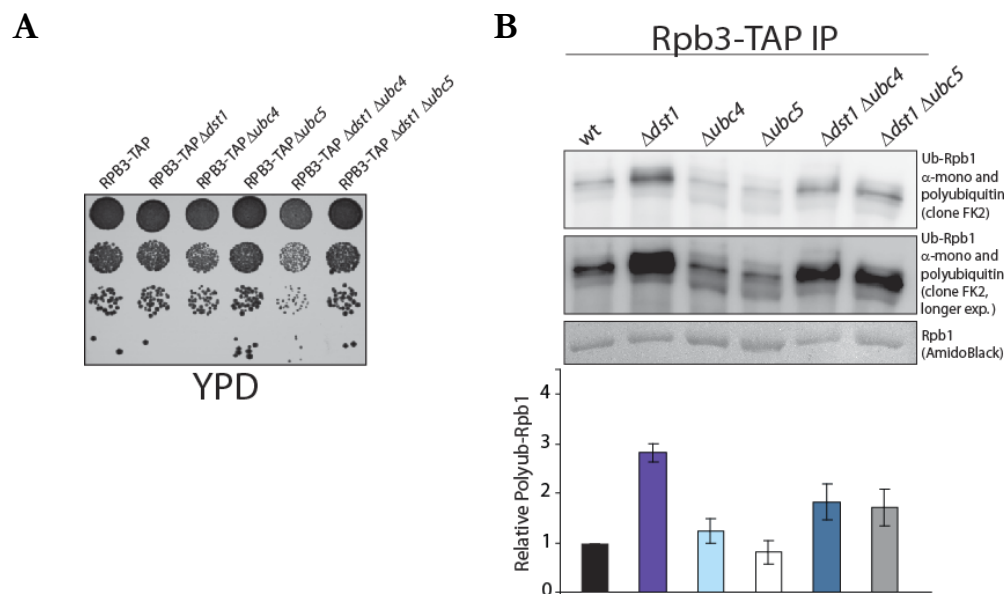 A
B
RPB3-TAP
RPB3-TAP Δdst1
RPB3-TAP Δubc4
RPB3-TAP Δubc5
RPB3-TAP Δdst1 Δubc4
RPB3-TAP Δdst1 Δubc5
YPD
Rpb3-TAP IP
wt
Δdst1
Δubc4
Δubc5
Δdst1 Δubc4
Δdst1 Δubc5
Ub-Rpb1
α-mono and
polyubiquitin
(clone FK2)
Ub-Rpb1
α-mono and
polyubiquitin
(clone FK2,
longer exp.)
Rpb1
(AmidoBlack)
Relative Polyub-Rpb1
4
3
2
1
0